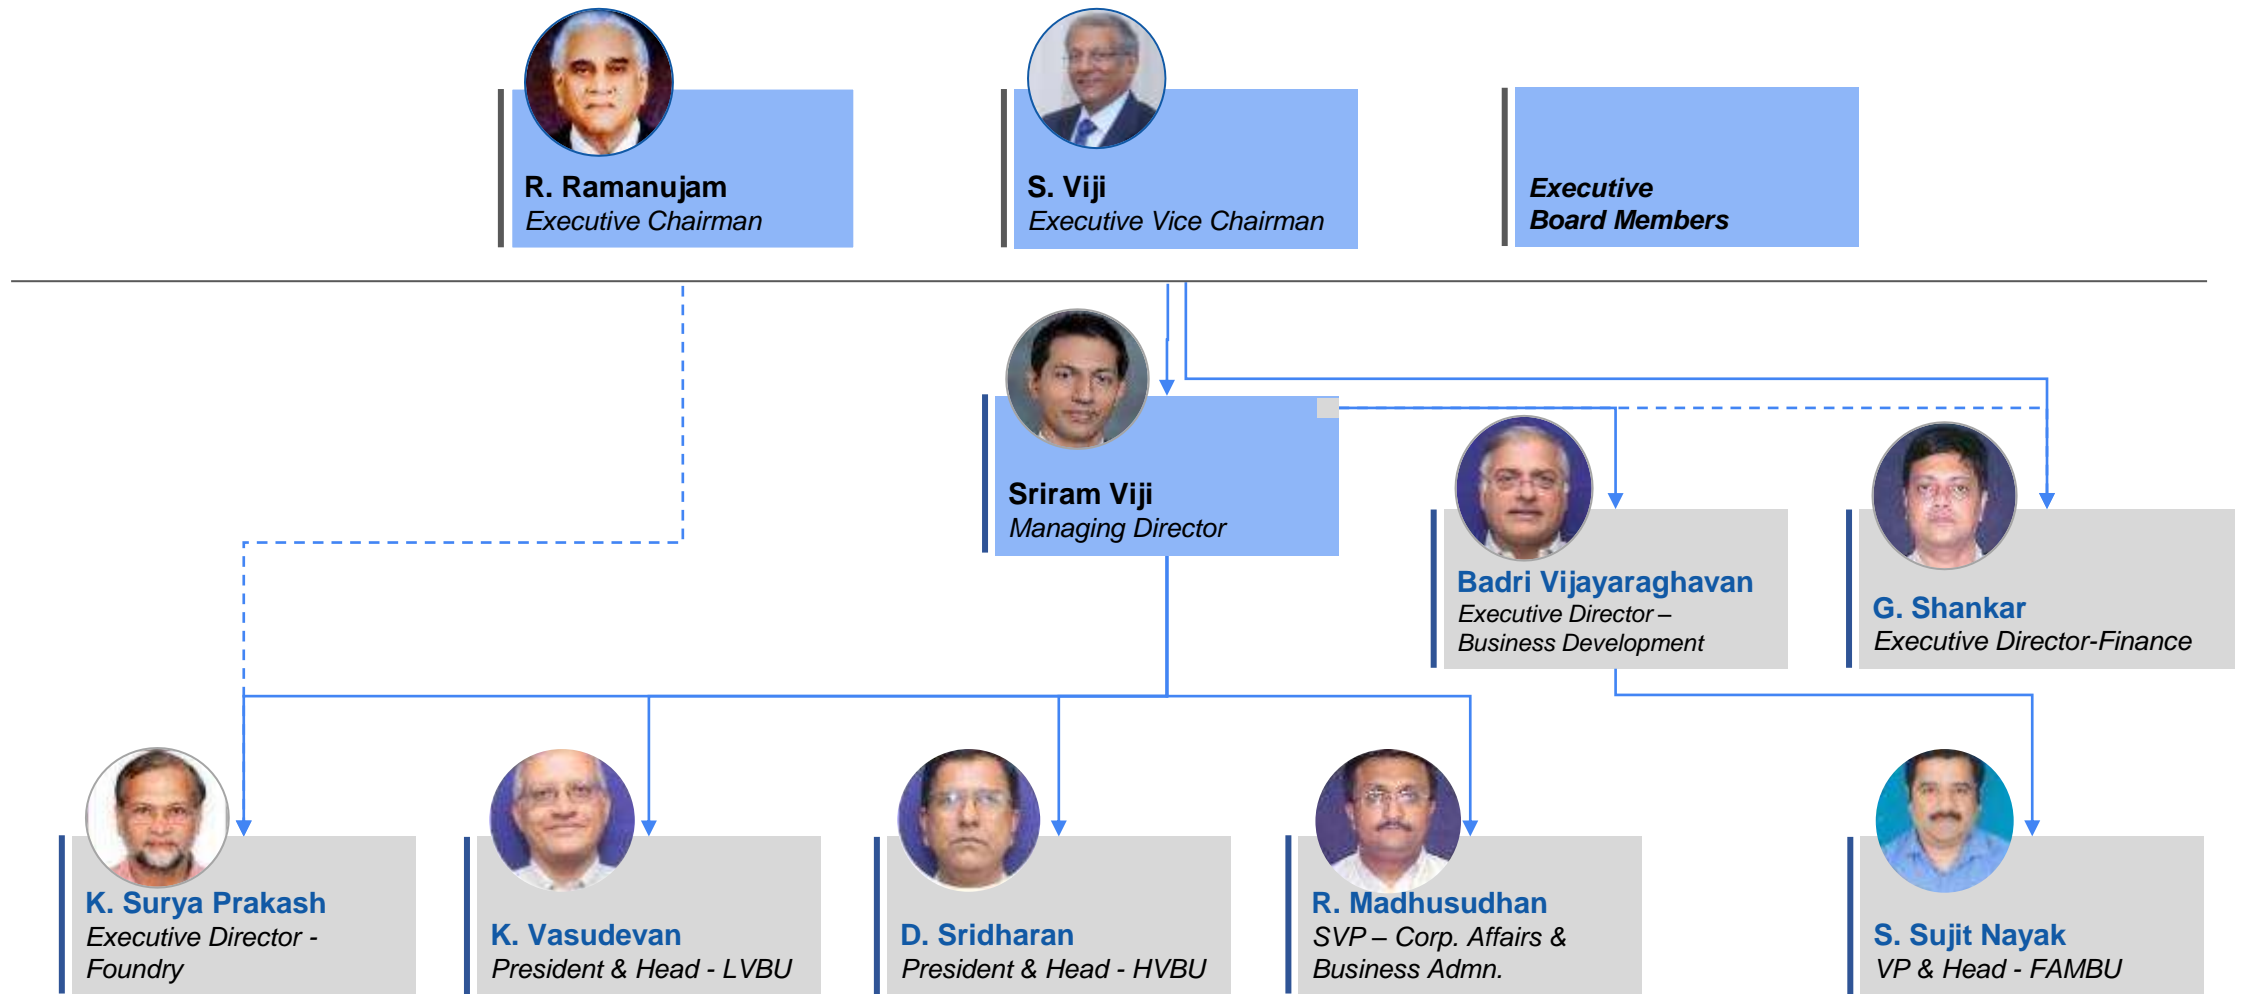 R. Ramanujam
Executive Chairman
S. Viji
Executive Vice Chairman
Executive
Board Members
Sriram Viji
Managing Director
Badri Vijayaraghavan
Executive Director –
Business Development
G. Shankar
Executive Director-Finance
K. Surya Prakash
Executive Director -
Foundry
K. Vasudevan
President & Head - LVBU
D. Sridharan
President & Head - HVBU
R. Madhusudhan
SVP – Corp. Affairs &
Business Admn.
S. Sujit Nayak
VP & Head - FAMBU